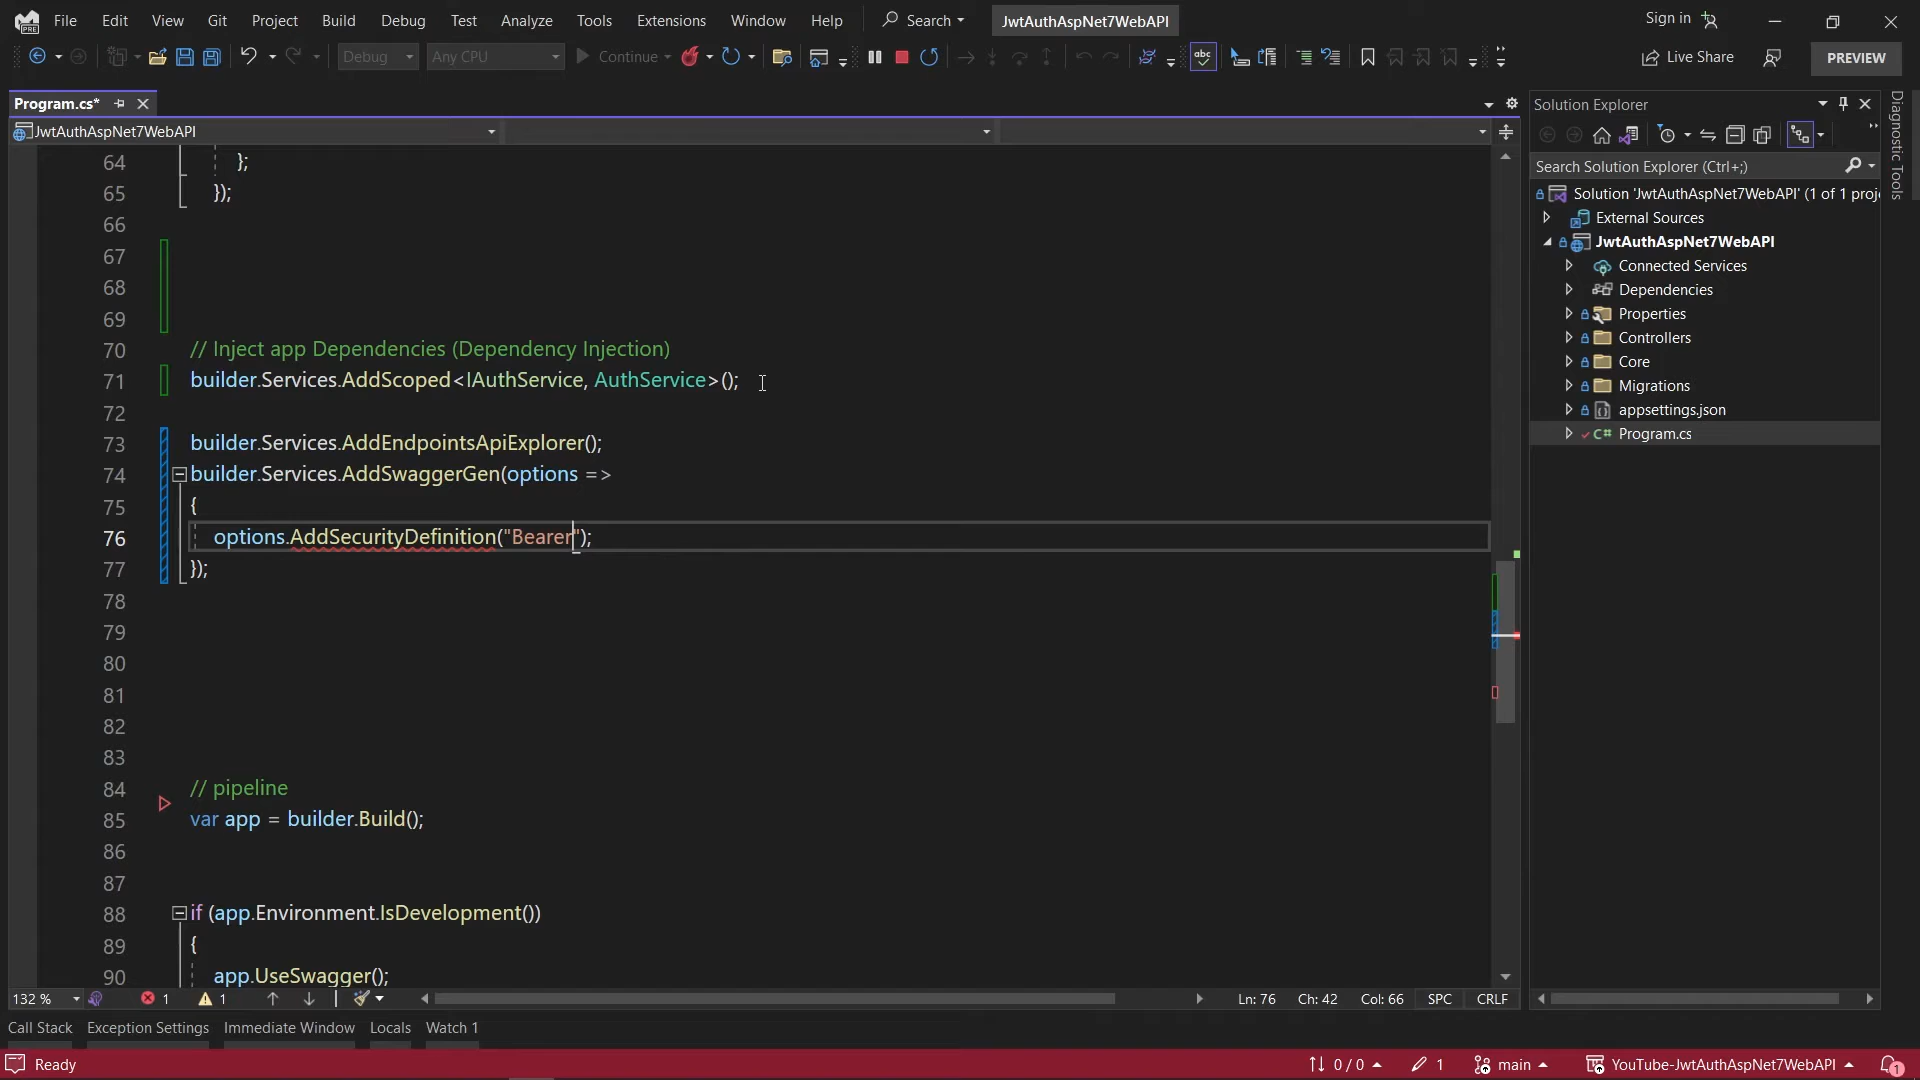 File Edit View Git Project Build Debug Test Analyze Tools Extensions Window Help Search JwtAuthAspNet7WebAPI Sign in
Debug Any CPU Continue Live Share PREVIEW
Program.cs*
JwtAuthAspNet7WebAPI
64 };
65 });
66
67
68
69
70 // Inject app Dependencies (Dependency Injection)
71 builder.Services.AddScoped<IAuthService, AuthService>();
72
73 builder.Services.AddEndpointsApiExplorer();
74 builder.Services.AddSwaggerGen(options =>
75 {
76 options.AddSecurityDefinition("Bearer");
77 });
78
79
80
81
82
83
84 // pipeline
85 var app = builder.Build();
86
87
88 if (app.Environment.IsDevelopment())
89 {
90 app.UseSwagger();
132 % 1 1 Ln: 76 Ch: 42 Col: 66 SPC CRLF
Solution Explorer
Search Solution Explorer (Ctrl+;)
Solution 'JwtAuthAspNet7WebAPI' (1 of 1 proj
External Sources
JwtAuthAspNet7WebAPI
Connected Services
Dependencies
Properties
Controllers
Core
Migrations
appsettings.json
C# Program.cs
Diagnostic Tools
Call Stack Exception Settings Immediate Window Locals Watch 1
Ready 0 / 0 1 main YouTube-JwtAuthAspNet7WebAPI 1